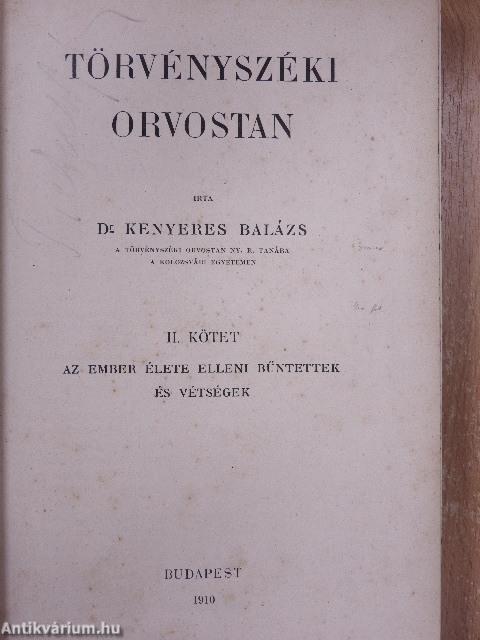 TÖRVÉNYSZÉKI
ORVOSTAN
IRTA
Dr KENYERES BALÁZS
A TÖRVÉNYSZÉKI ORVOSTAN NY. R. TANÁRA
A KOLOZSVÁRI EGYETEMEN
II. KÖTET
AZ EMBER ÉLETE ELLENI BŰNTETTEK
ÉS VÉTSÉGEK
BUDAPEST
1910
Antikvárium.hu